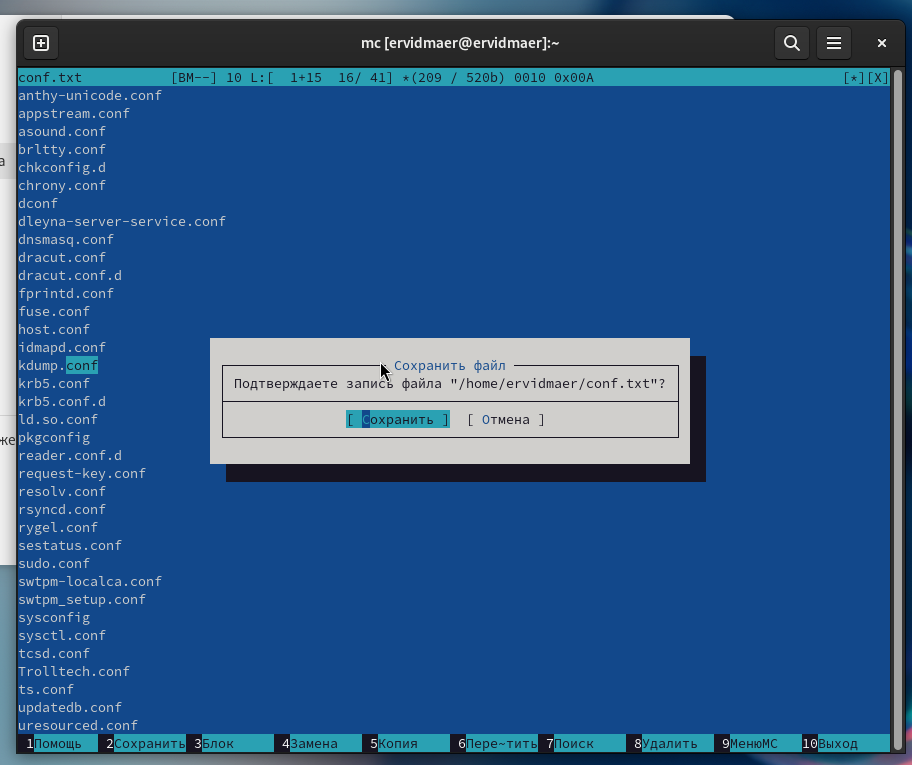 mc [ervidmaer@ervidmaer]:~
conf.txt [BM--] 10 L:[ 1+15 16/ 41] *(209 / 520b) 0010 0x00A [*][X]
anthy-unicode.conf
appstream.conf
asound.conf
brltty.conf
chkconfig.d
chrony.conf
dconf
dleyna-server-service.conf
dnsmasq.conf
dracut.conf
dracut.conf.d
fprintd.conf
fuse.conf
host.conf
idmapd.conf
kdump.conf
krb5.conf
krb5.conf.d
ld.so.conf
pkgconfig
reader.conf.d
request-key.conf
resolv.conf
rsyncd.conf
rygel.conf
sestatus.conf
sudo.conf
swtpm-localca.conf
swtpm_setup.conf
sysconfig
sysctl.conf
tcsd.conf
Trolltech.conf
ts.conf
updatedb.conf
uresourced.conf
Сохранить файл
Подтверждаете запись файла "/home/ervidmaer/conf.txt"?
[ Сохранить ] [ Отмена ]
1Помощь 2Сохранить 3Блок 4Замена 5Копия 6Пере~тить 7Поиск 8Удалить 9МенюMC 10Выход
а
же